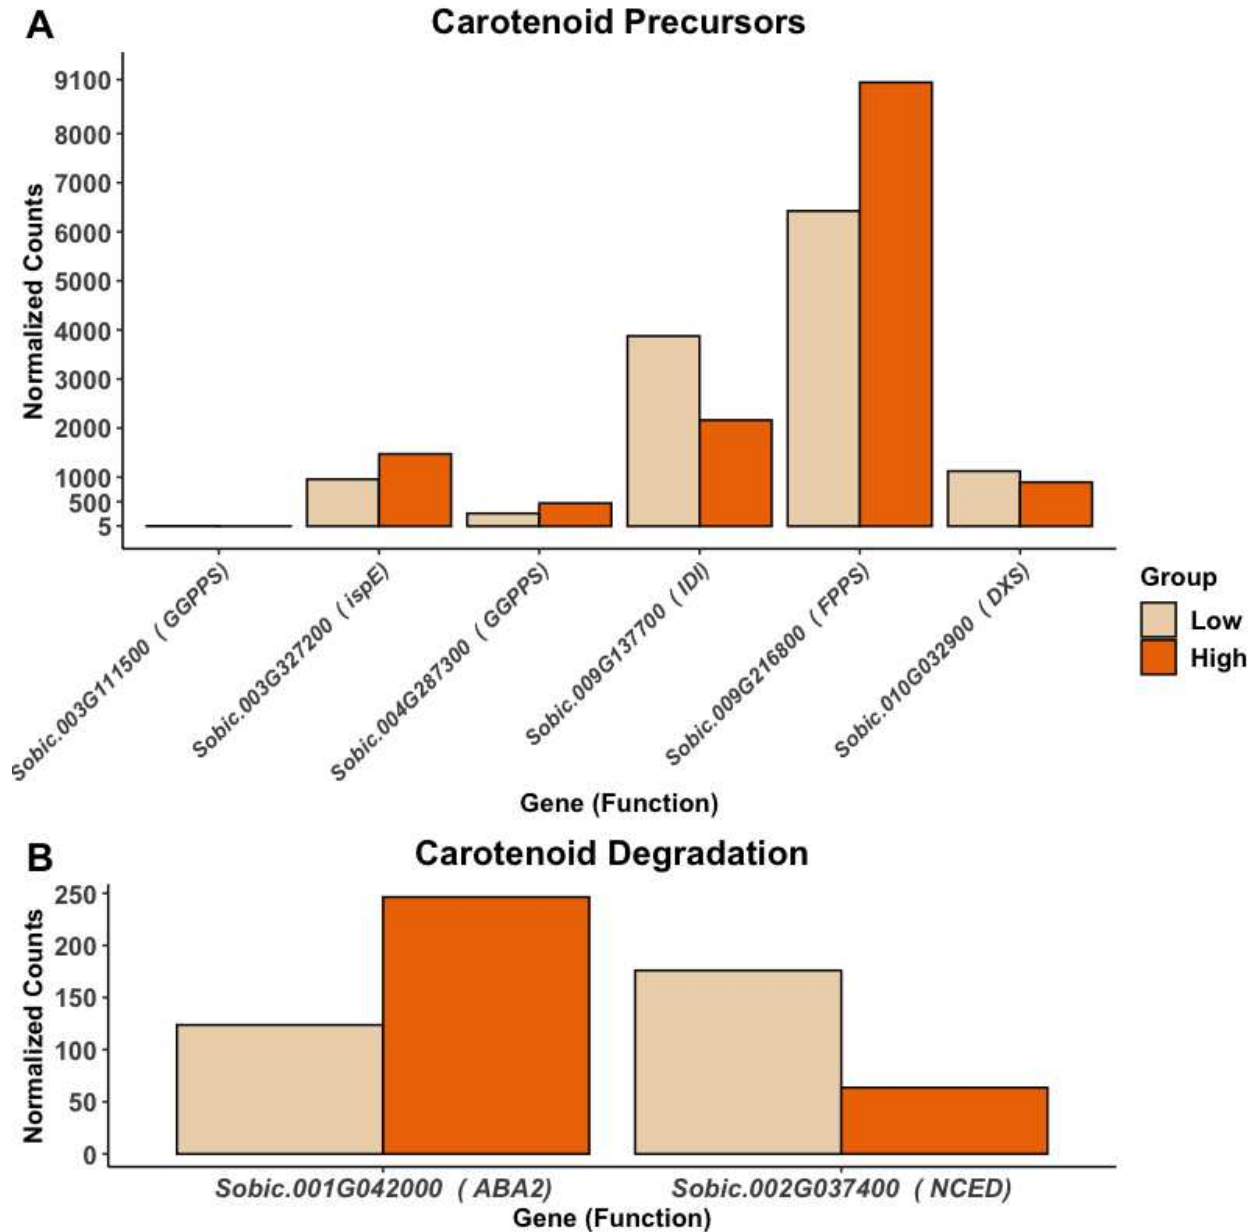 A
Carotenoid Precursors
9100
8000
7000
6000
5000
4000
3000
2000
1000
500
5
Normalized Counts
Sobic.003G111500 ( GGPPS)
Sobic.003G327200 ( ispE)
Sobic.004G287300 ( GGPPS)
Sobic.009G137700 ( IDI)
Sobic.009G216800 ( FPPS)
Sobic.010G032900 ( DXS)
Gene (Function)
Group
Low
High
B
Carotenoid Degradation
250
200
150
100
50
0
Normalized Counts
Sobic.001G042000 ( ABA2)
Sobic.002G037400 ( NCED)
Gene (Function)